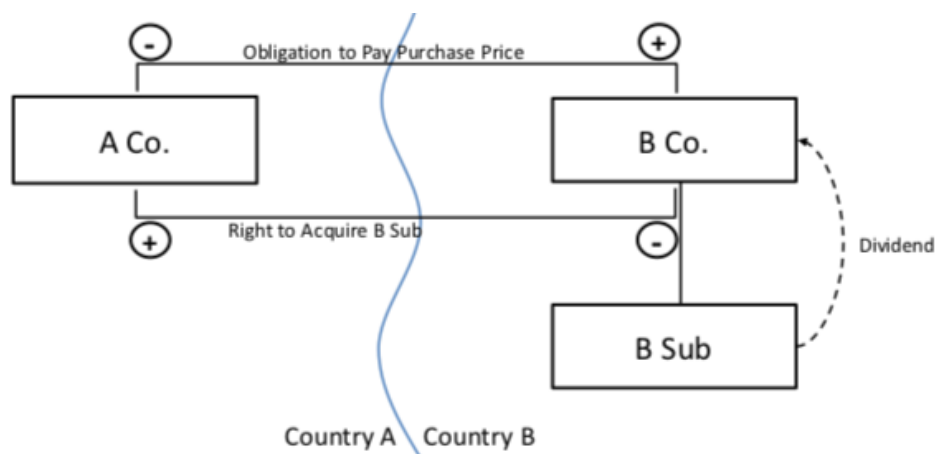 -
+
Obligation to Pay Purchase Price
A Co.
B Co.
+
Right to Acquire B Sub
-
Dividend
B Sub
Country A
Country B